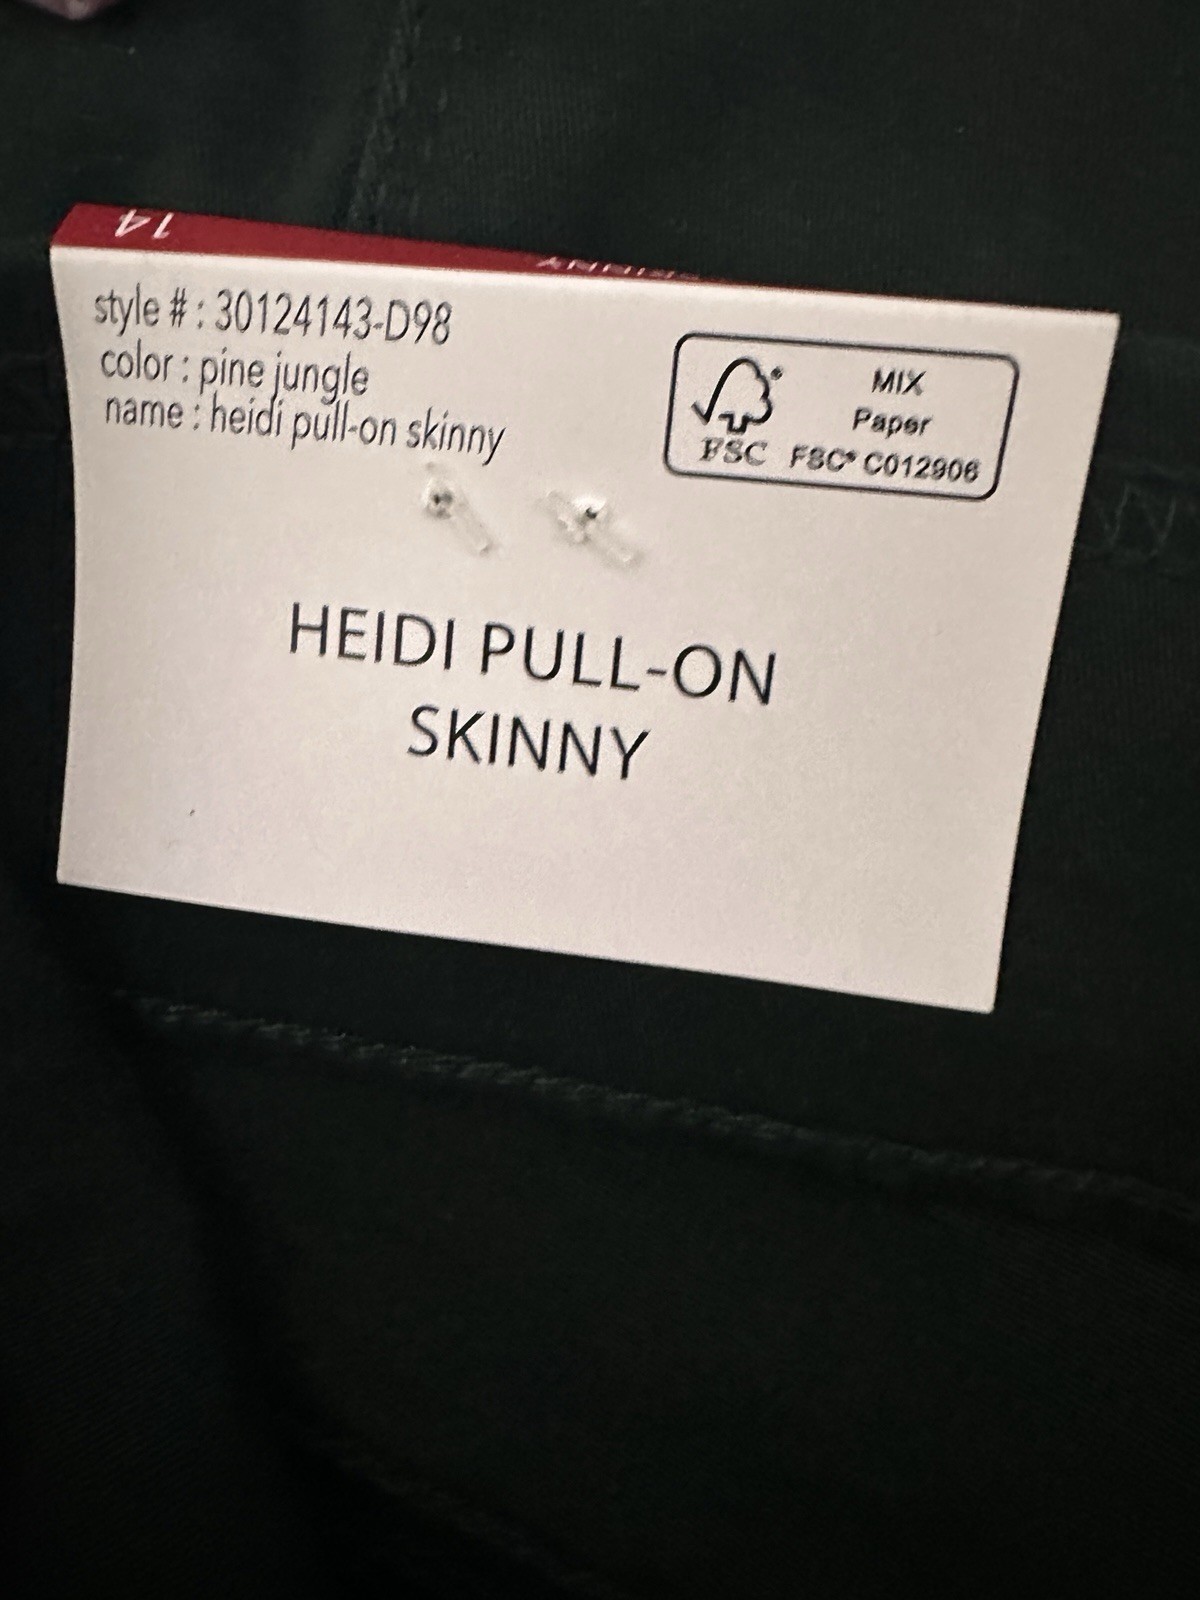 14
SKINNY
style # : 30124143-D98
color : pine jungle
name : heidi pull-on skinny
MIX
Paper
FSC FSC® C012906
HEIDI PULL-ON
SKINNY